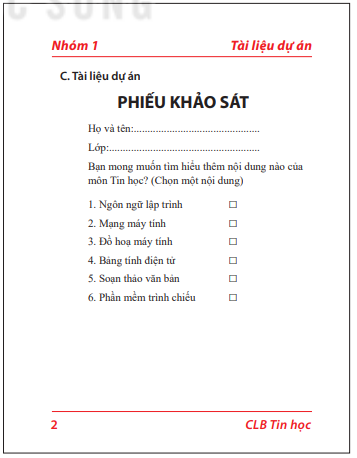 C SỐNG
Nhóm 1 Tài liệu dự án
C. Tài liệu dự án
PHIẾU KHẢO SÁT
Họ và tên:.............................................
Lớp:......................................................
Bạn mong muốn tìm hiểu thêm nội dung nào của
môn Tin học? (Chọn một nội dung)
1. Ngôn ngữ lập trình ☐
2. Mạng máy tính ☐
3. Đồ hoạ máy tính ☐
4. Bảng tính điện tử ☐
5. Soạn thảo văn bản ☐
6. Phần mềm trình chiếu ☐
2 CLB Tin học